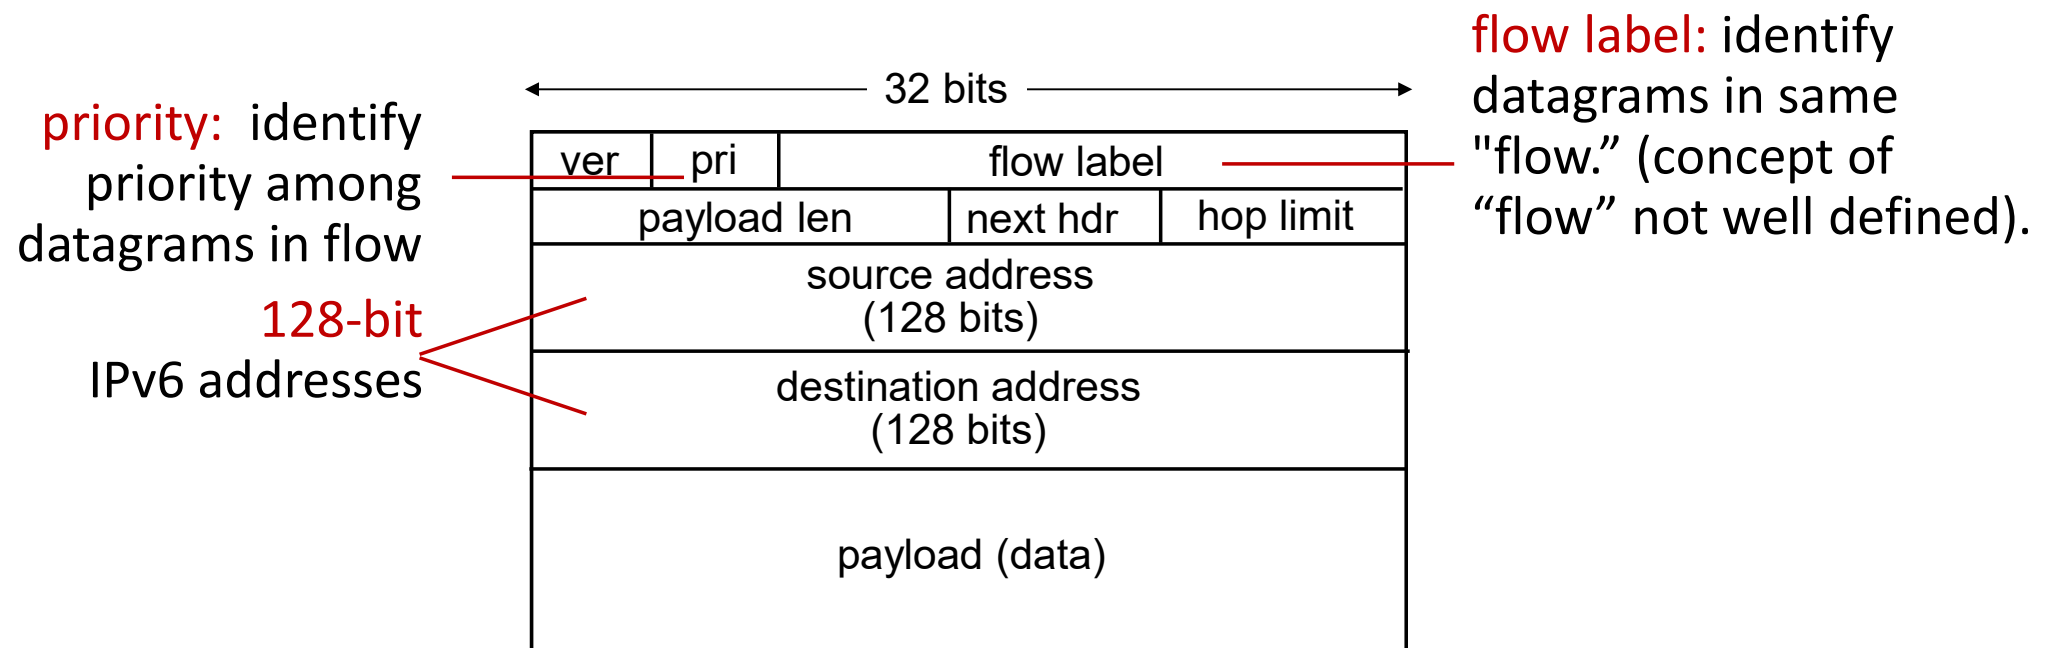 32 bits
priority: identify
priority among
datagrams in flow
128-bit
IPv6 addresses
ver pri flow label
payload len next hdr hop limit
source address
(128 bits)
destination address
(128 bits)
payload (data)
flow label: identify
datagrams in same
"flow.” (concept of
“flow” not well defined).